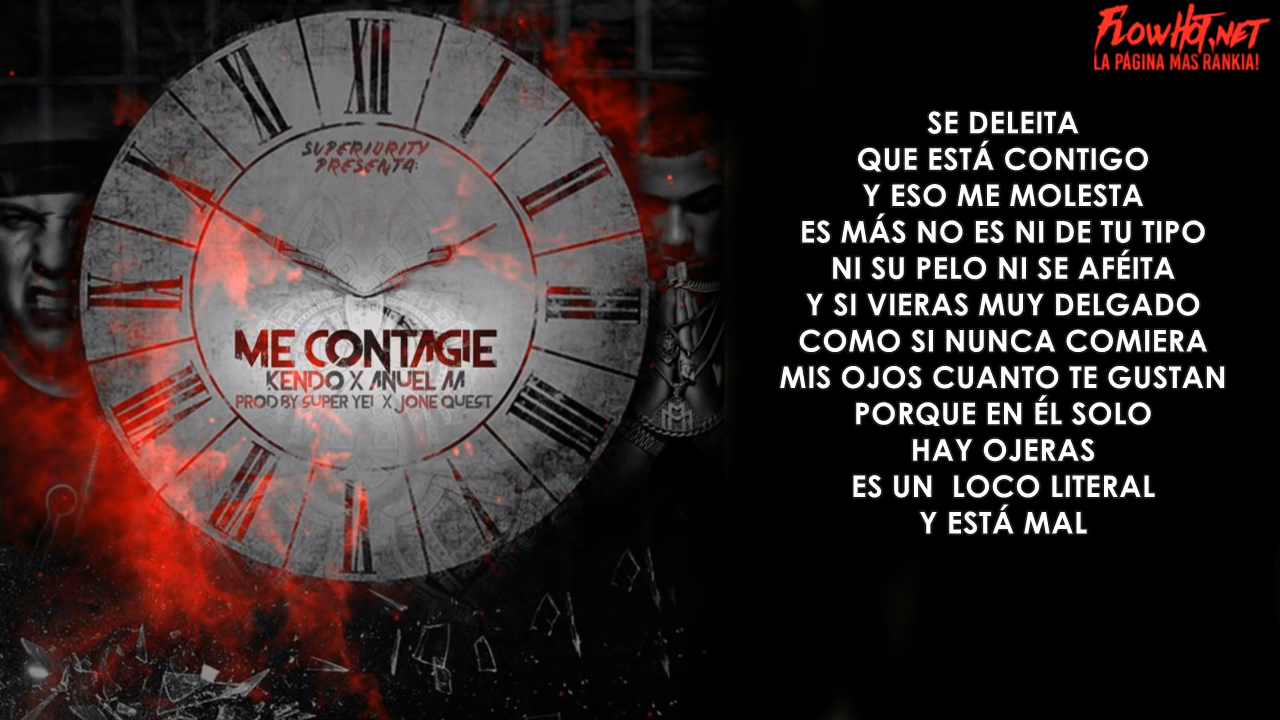 XI
XII
I
SUPERIURITY
PRESENTA:
ME CONTAGIE
KENDO X ANUEL AA
PROD BY SUPER YEI X JONE QUEST
FLOWHOT.NET
LA PÁGINA MAS RANKIA!
SE DELEITA
QUE ESTÁ CONTIGO
Y ESO ME MOLESTA
ES MÁS NO ES NI DE TU TIPO
NI SU PELO NI SE AFÉITA
Y SI VIERAS MUY DELGADO
COMO SI NUNCA COMIERA
MIS OJOS CUANTO TE GUSTAN
PORQUE EN ÉL SOLO
HAY OJERAS
ES UN  LOCO LITERAL
Y ESTÁ MAL